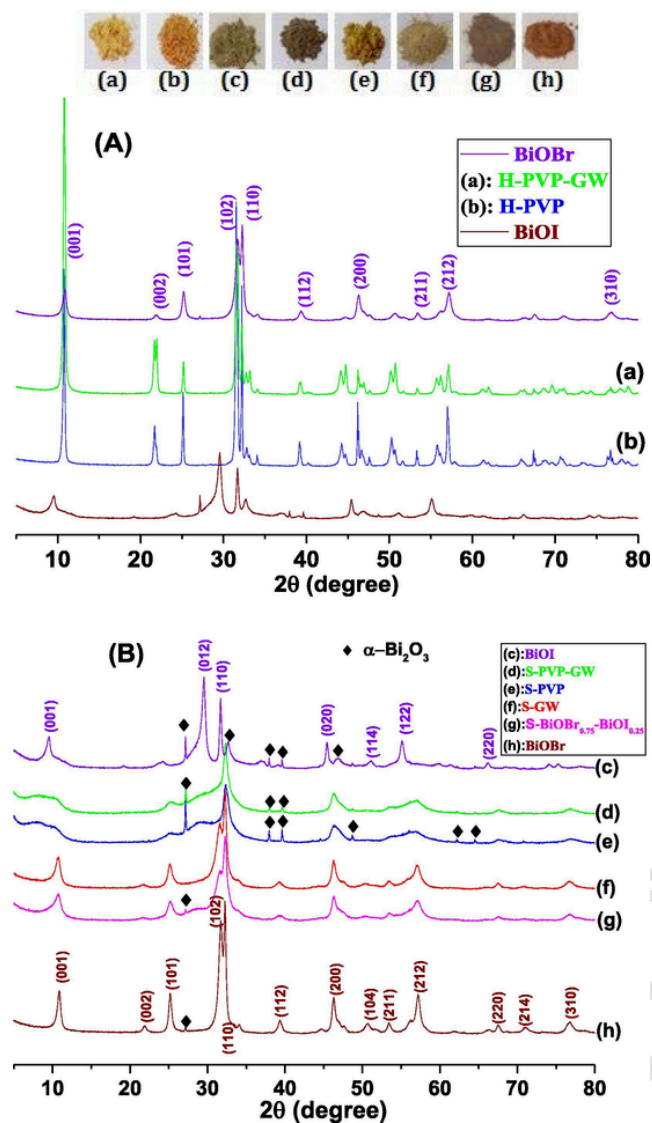 (a) (b) (c) (d) (e) (f) (g) (h)
(A)
BiOBr
(a): H-PVP-GW
(b): H-PVP
BiOI
(001)
(002)
(101)
(102)
(110)
(112)
(200)
(211)
(212)
(310)
(a)
(b)
10 20 30 40 50 60 70 80
2θ (degree)
(B)
♦ α–Bi₂O₃
(c):BiOI
(d):S-PVP-GW
(e):S-PVP
(f):S-GW
(g):S-BiOBr₀.₇₅-BiOI₀.₂₅
(h):BiOBr
(001)
(012)
(110)
(020)
(114)
(122)
(220)
(c)
(d)
(e)
(f)
(g)
(001)
(002)
(101)
(102)
(110)
(112)
(200)
(104)
(211)
(212)
(220)
(214)
(310)
(h)
10 20 30 40 50 60 70 80
2θ (degree)